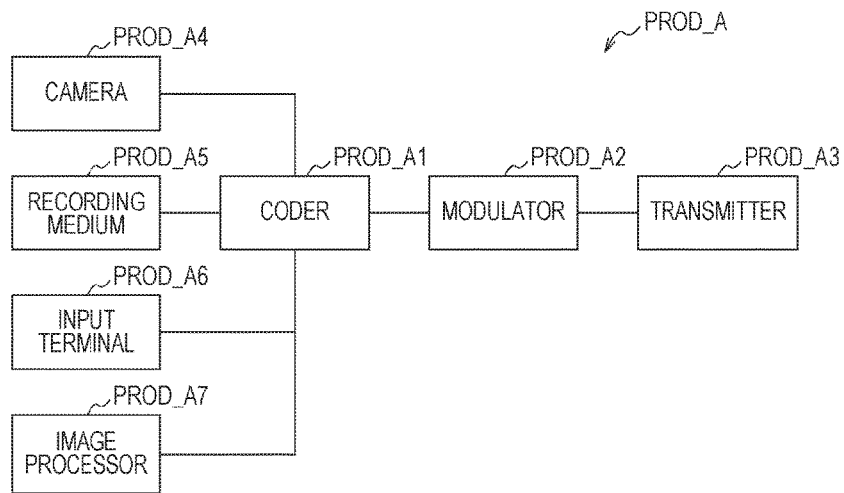 PROD_A
PROD_A4
CAMERA
PROD_A5
RECORDING
MEDIUM
PROD_A1
CODER
PROD_A2
MODULATOR
PROD_A3
TRANSMITTER
PROD_A6
INPUT
TERMINAL
PROD_A7
IMAGE
PROCESSOR